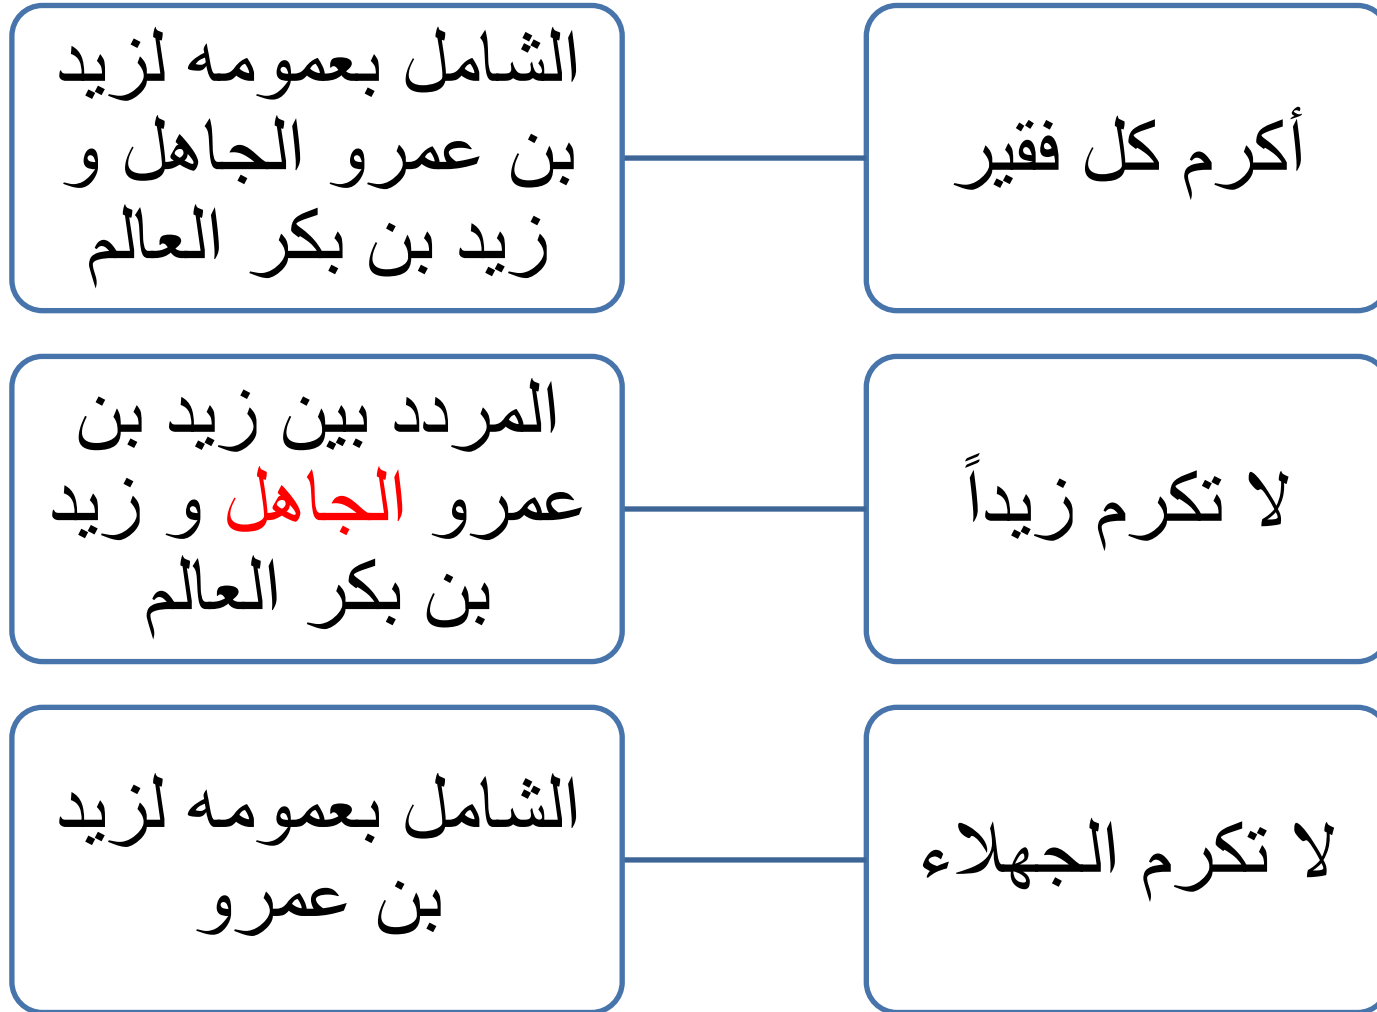 أكرم كل فقير
الشامل بعمومه لزيد
بن عمرو الجاهل و
زيد بن بكر العالم
لا تكرم زيداً
المردد بين زيد بن
عمرو الجاهل و زيد
بن بكر العالم
لا تكرم الجهلاء
الشامل بعمومه لزيد
بن عمرو